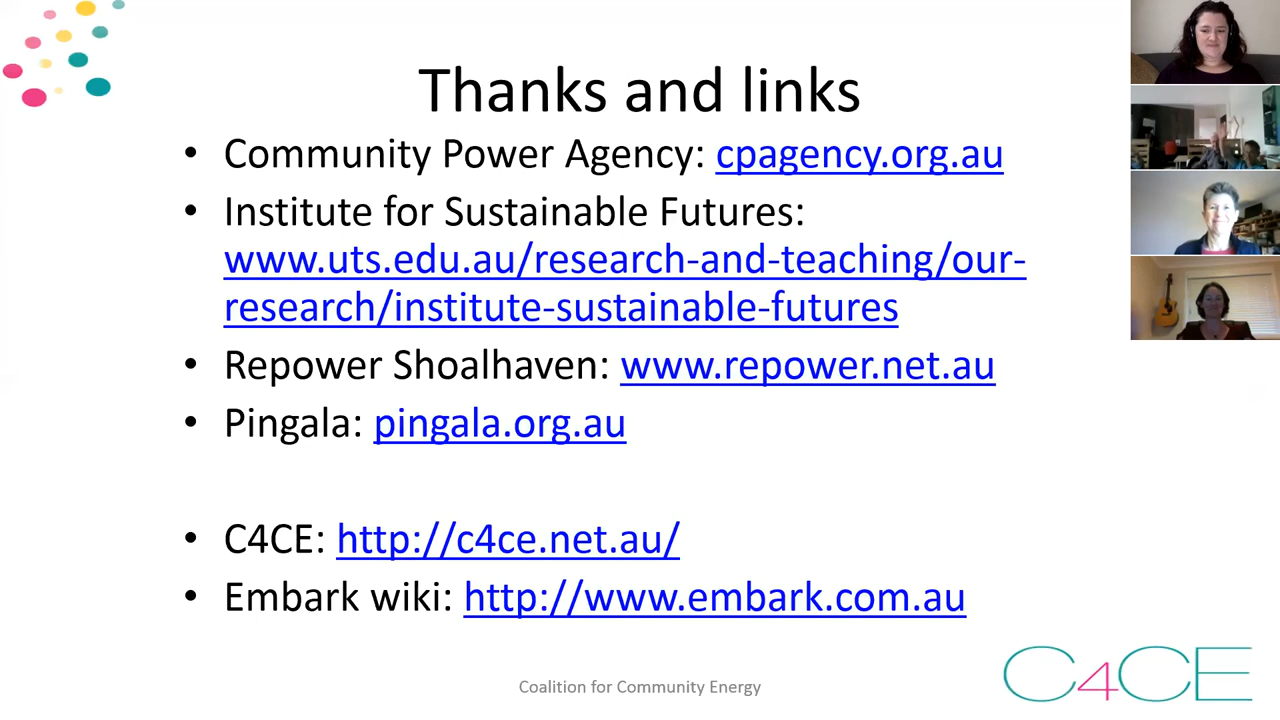 Thanks and links
• Community Power Agency: cpagency.org.au
• Institute for Sustainable Futures:
www.uts.edu.au/research-and-teaching/our-
research/institute-sustainable-futures
• Repower Shoalhaven: www.repower.net.au
• Pingala: pingala.org.au
• C4CE: http://c4ce.net.au/
• Embark wiki: http://www.embark.com.au
Coalition for Community Energy
C4CE